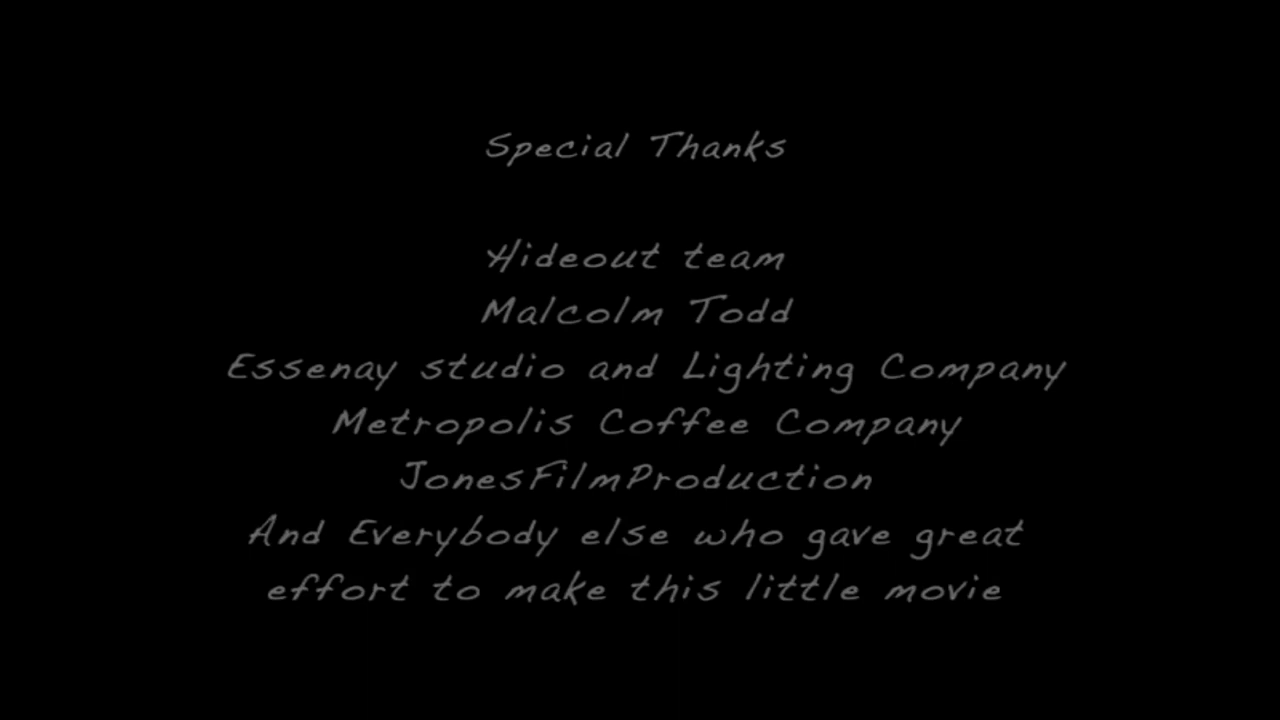 Special Thanks
Hideout team
Malcolm Todd
Essenay studio and Lighting Company
Metropolis Coffee Company
JonesFilmProduction
And Everybody else who gave great
effort to make this little movie